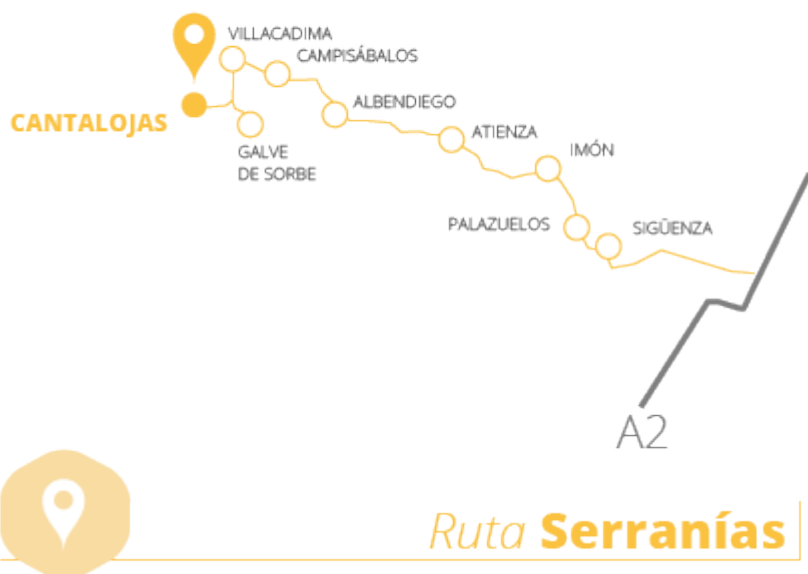 VILLACADIMA
CAMPISÁBALOS
CANTALOJAS
ALBENDIEGO
GALVE
DE SORBE
ATIENZA
IMÓN
PALAZUELOS
SIGÜENZA
A2
Ruta Serranías